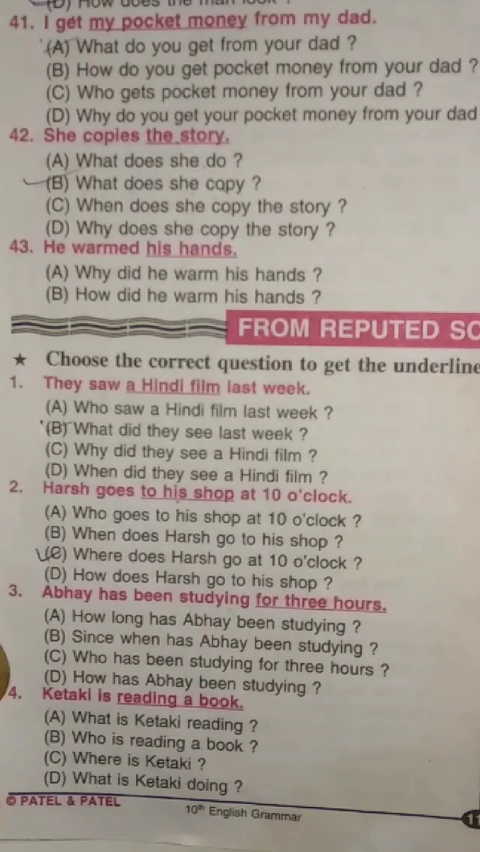 (D) How does the man look ?
41. I get my pocket money from my dad.
(A) What do you get from your dad ?
(B) How do you get pocket money from your dad ?
(C) Who gets pocket money from your dad ?
(D) Why do you get your pocket money from your dad
42. She copies the story.
(A) What does she do ?
(B) What does she copy ?
(C) When does she copy the story ?
(D) Why does she copy the story ?
43. He warmed his hands.
(A) Why did he warm his hands ?
(B) How did he warm his hands ?
FROM REPUTED SC
★ Choose the correct question to get the underline
1. They saw a Hindi film last week.
(A) Who saw a Hindi film last week ?
(B) What did they see last week ?
(C) Why did they see a Hindi film ?
(D) When did they see a Hindi film ?
2. Harsh goes to his shop at 10 o'clock.
(A) Who goes to his shop at 10 o'clock ?
(B) When does Harsh go to his shop ?
(C) Where does Harsh go at 10 o'clock ?
(D) How does Harsh go to his shop ?
3. Abhay has been studying for three hours.
(A) How long has Abhay been studying ?
(B) Since when has Abhay been studying ?
(C) Who has been studying for three hours ?
(D) How has Abhay been studying ?
4. Ketaki is reading a book.
(A) What is Ketaki reading ?
(B) Who is reading a book ?
(C) Where is Ketaki ?
(D) What is Ketaki doing ?
© PATEL & PATEL
10th English Grammar